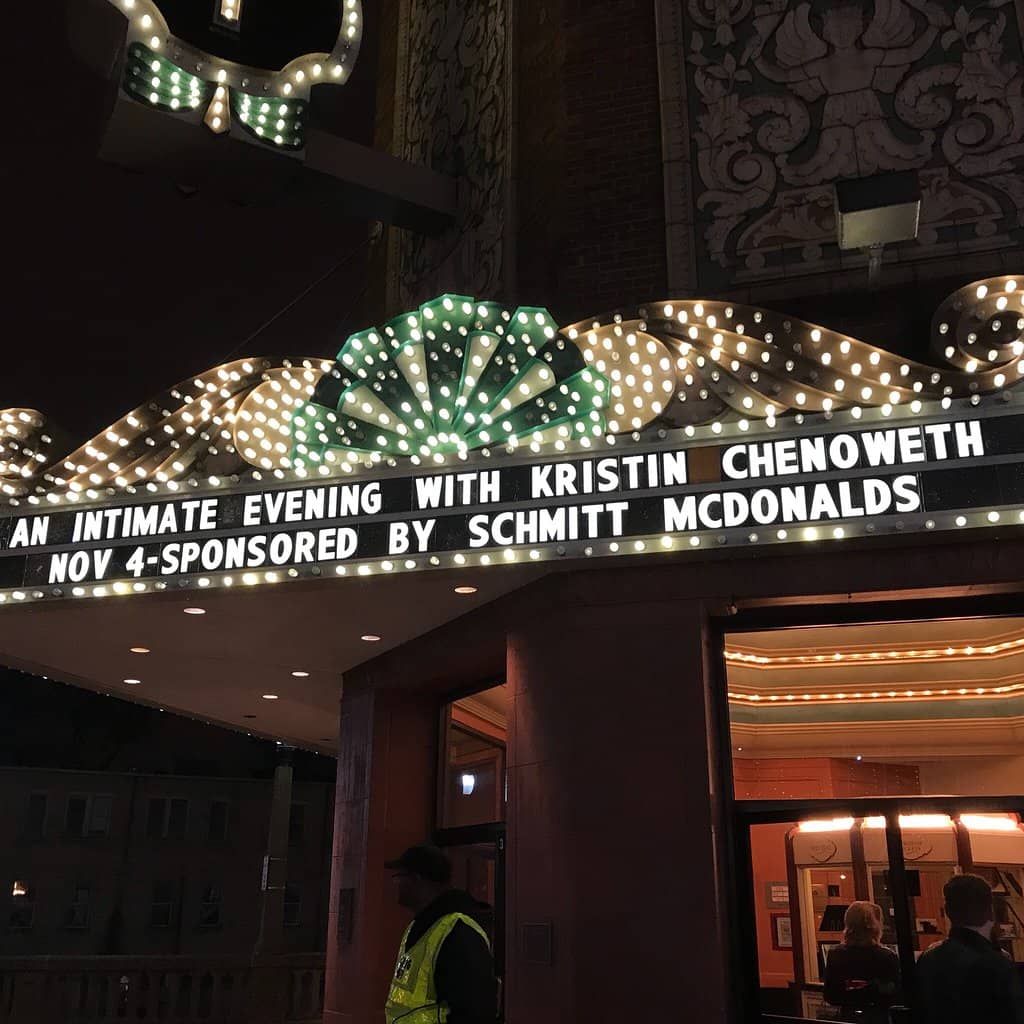 AN INTIMATE EVENING WITH KRISTIN CHENOWETH
NOV 4-SPONSORED BY SCHMITT MCDONALDS